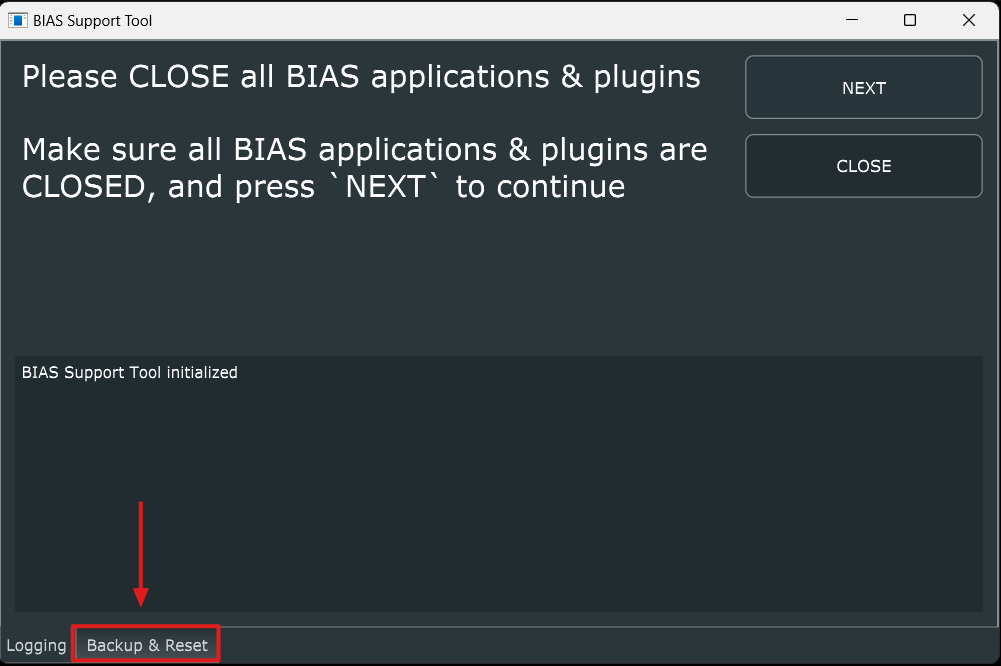 BIAS Support Tool
Please CLOSE all BIAS applications & plugins
NEXT
Make sure all BIAS applications & plugins are
CLOSED, and press `NEXT` to continue
CLOSE
BIAS Support Tool initialized
Logging
Backup & Reset